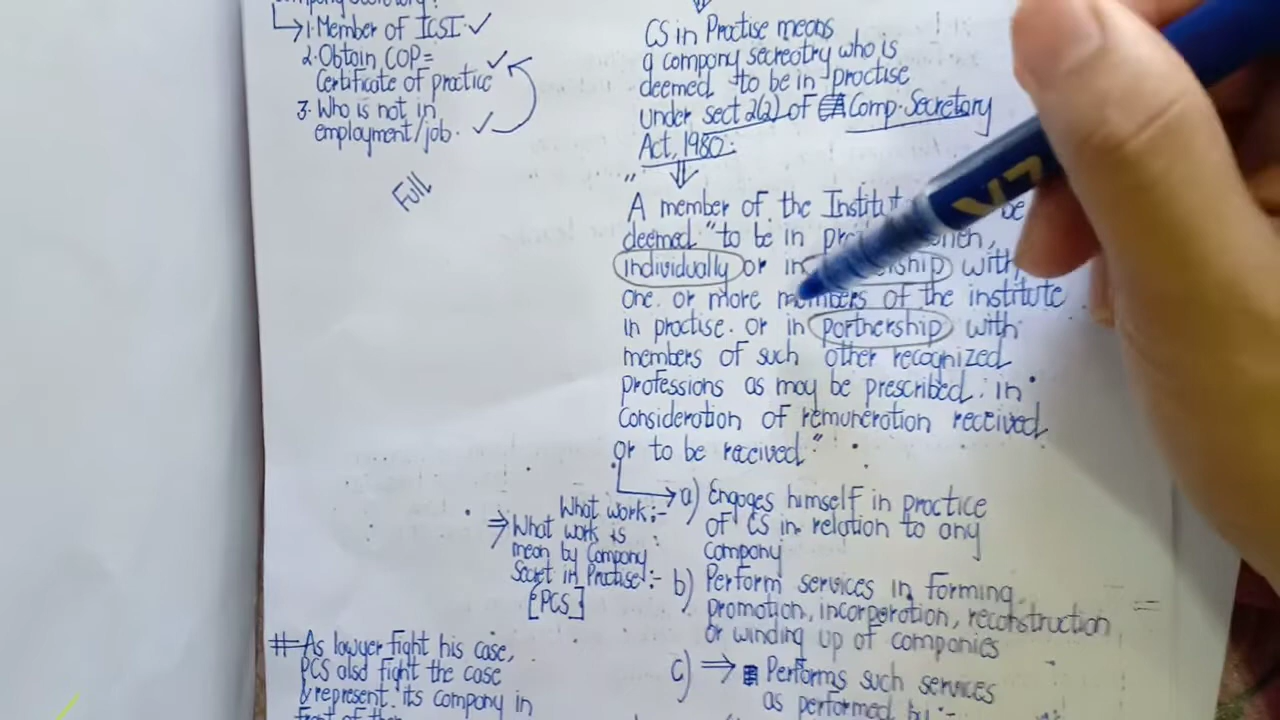 1. Member of ICSI. ✓
2. Obtain COP =
Certificate of practice ✓
3. Who is not in
employment/job. ✓
Full
CS in Practise means
a company secreotry who is
deemed to be in practise
under sect 2(2) of Comp. Secretary
Act, 1980:
"
A member of the be
deemed "to be in
individually or in with
one or more members of the institute
in practise. or in partnership with
members of such other recognized
professions as may be prescribed. in
Consideration of remuneration received
or to be recived"
a) Engages himself in practice
of CS in relation to any
company
What work:-
⇒ What work is
mean by Company
Secret in Practise:-
[PCS]
b) Perform services in forming
promotion, incorporation, reconstruction
or winding up of companies
c) ⇒ Performs such services
as performed by:-
# As lawyer fight his case,
PCS also fight the case
& represent its company in
front of
V7